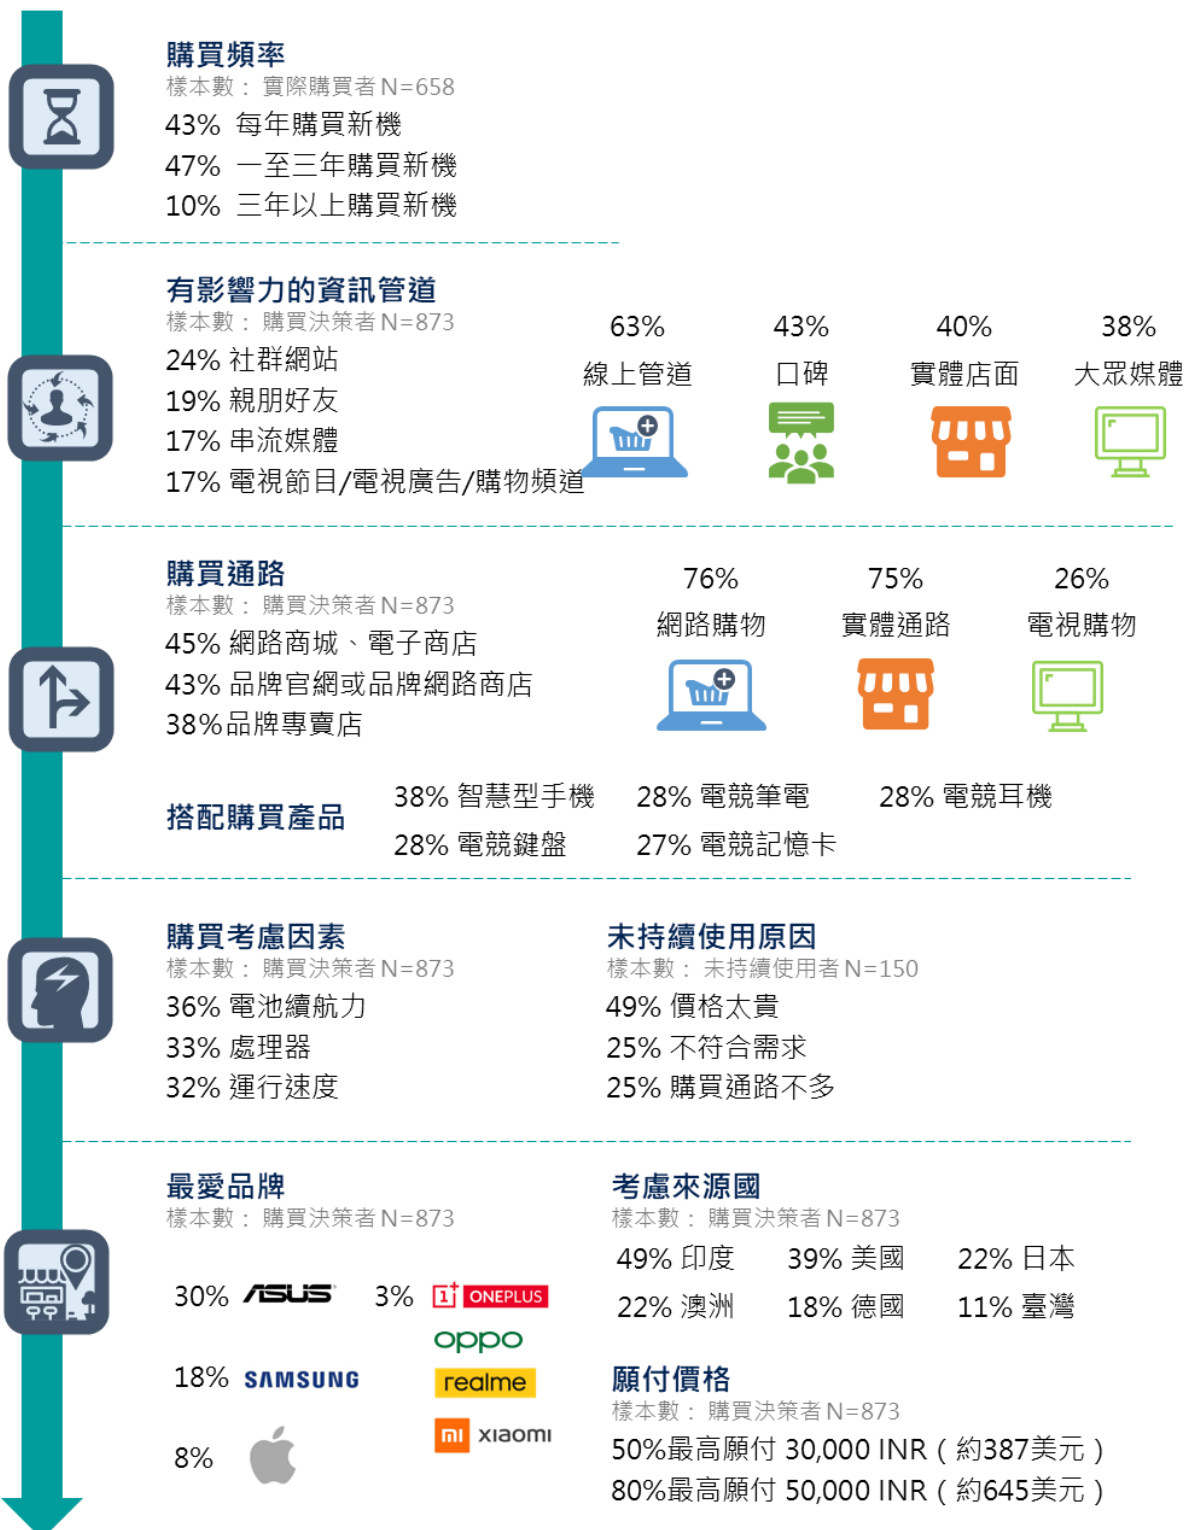 購買頻率
樣本數： 實際購買者 N=658
43% 每年購買新機
47% 一至三年購買新機
10% 三年以上購買新機
有影響力的資訊管道
樣本數： 購買決策者 N=873
24% 社群網站
19% 親朋好友
17% 串流媒體
17% 電視節目/電視廣告/購物頻道
63% 43% 40% 38%
線上管道 口碑 實體店面 大眾媒體
購買通路
樣本數： 購買決策者 N=873
45% 網路商城、電子商店
43% 品牌官網或品牌網路商店
38%品牌專賣店
76% 75% 26%
網路購物 實體通路 電視購物
搭配購買產品
38% 智慧型手機 28% 電競筆電 28% 電競耳機
28% 電競鍵盤 27% 電競記憶卡
購買考慮因素
樣本數： 購買決策者 N=873
36% 電池續航力
33% 處理器
32% 運行速度
未持續使用原因
樣本數： 未持續使用者 N=150
49% 價格太貴
25% 不符合需求
25% 購買通路不多
最愛品牌
樣本數： 購買決策者 N=873
30% ASUS 3% 1+ ONEPLUS
oppo
18% SAMSUNG realme
mi xiaomi
8%
考慮來源國
樣本數： 購買決策者 N=873
49% 印度 39% 美國 22% 日本
22% 澳洲 18% 德國 11% 臺灣
願付價格
樣本數： 購買決策者 N=873
50%最高願付 30,000 INR（約387美元）
80%最高願付 50,000 INR（約645美元）